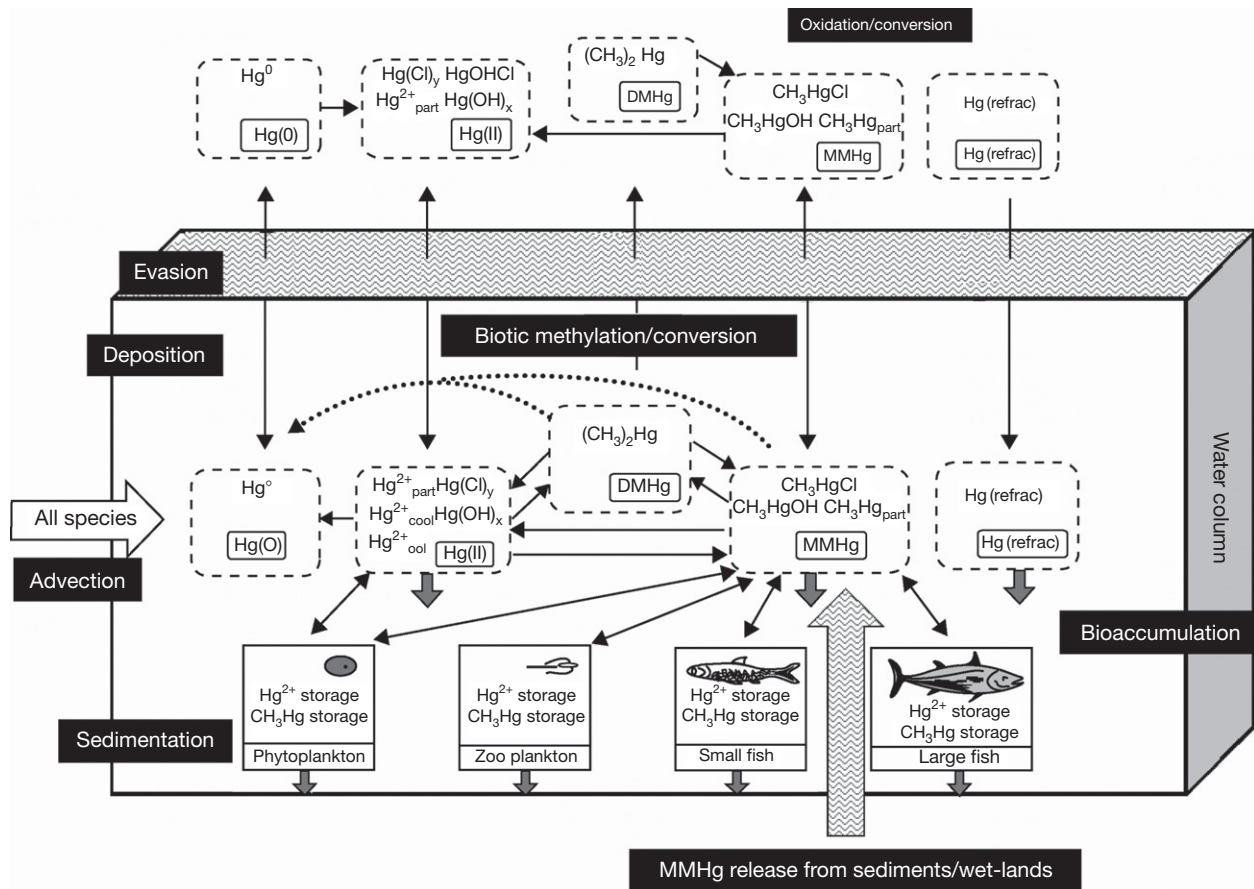 Oxidation/conversion
Hg⁰
Hg(0)
Hg(Cl)y HgOHCl
Hg²⁺part Hg(OH)x
Hg(II)
(CH₃)₂ Hg
DMHg
CH₃HgCl
CH₃HgOH CH₃Hgpart
MMHg
Hg (refrac)
Hg (refrac)
Evasion
Deposition
Biotic methylation/conversion
Water column
All species
Advection
Hg°
Hg(O)
Hg²⁺partHg(Cl)y
Hg²⁺coolHg(OH)x
Hg²⁺ool
Hg(II)
(CH₃)₂Hg
DMHg
CH₃HgCl
CH₃HgOH CH₃Hgpart
MMHg
Hg (refrac)
Hg (refrac)
Bioaccumulation
Sedimentation
Hg²⁺ storage
CH₃Hg storage
Phytoplankton
Hg²⁺ storage
CH₃Hg storage
Zoo plankton
Hg²⁺ storage
CH₃Hg storage
Small fish
Hg²⁺ storage
CH₃Hg storage
Large fish
MMHg release from sediments/wet-lands